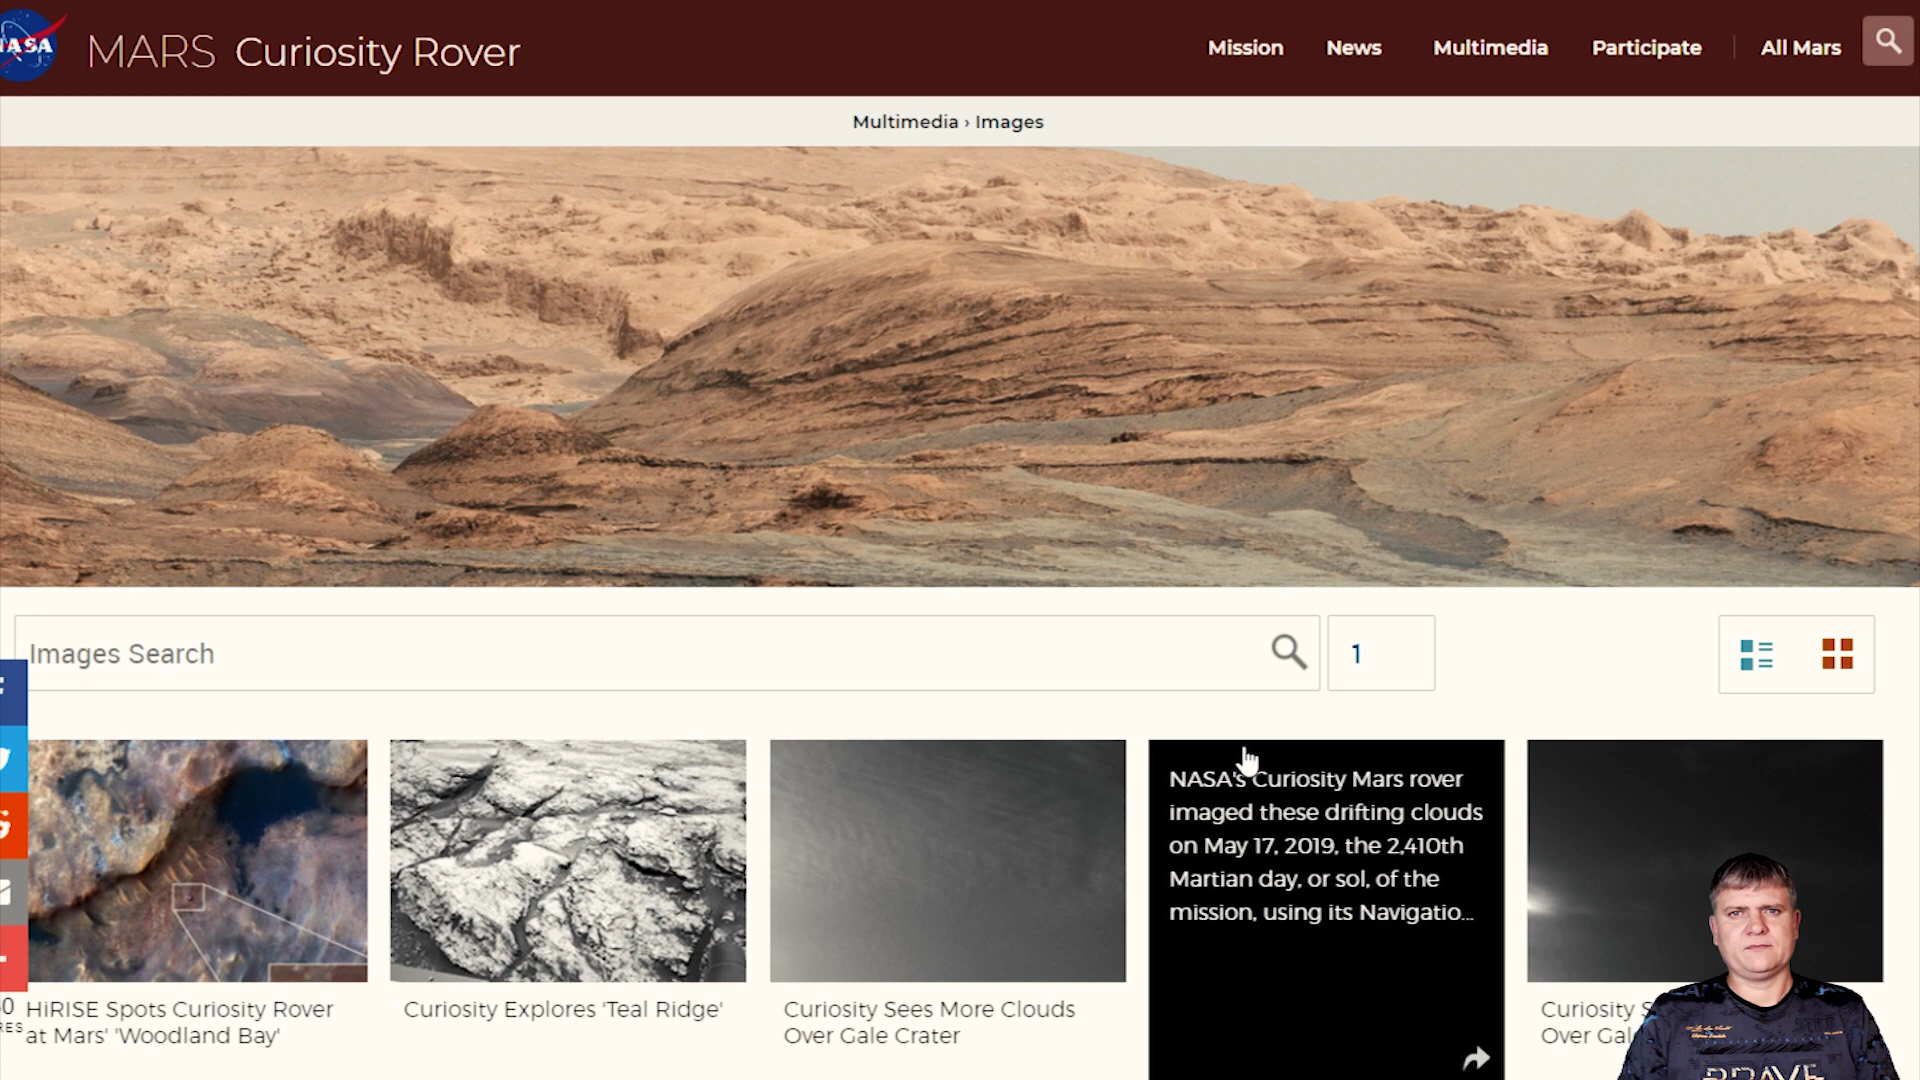 NASA
MARS Curiosity Rover
Mission
News
Multimedia
Participate
All Mars
Multimedia › Images
Images Search
1
NASA's Curiosity Mars rover
imaged these drifting clouds
on May 17, 2019, the 2,410th
Martian day, or sol, of the
mission, using its Navigatio...
HiRISE Spots Curiosity Rover
at Mars' 'Woodland Bay'
Curiosity Explores 'Teal Ridge'
Curiosity Sees More Clouds
Over Gale Crater
Curiosity
Over
BRAVE